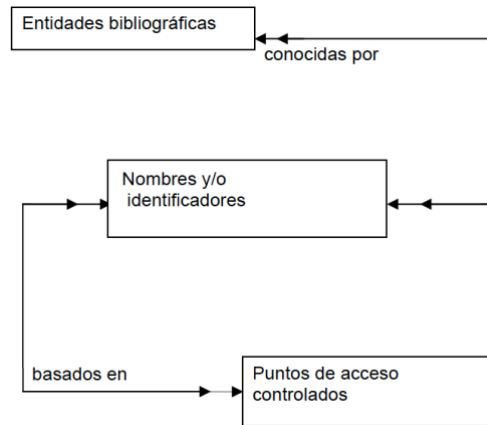 Entidades bibliográficas
conocidas por
Nombres y/o
identificadores
basados en
Puntos de acceso
controlados